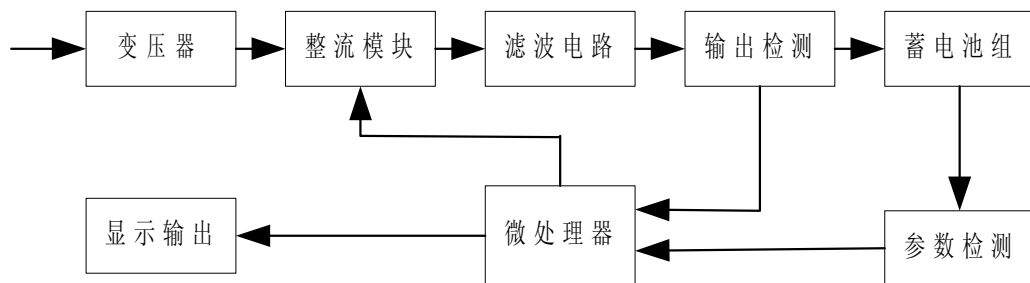 变压器
整流模块
滤波电路
输出检测
蓄电池组
显示输出
微处理器
参数检测